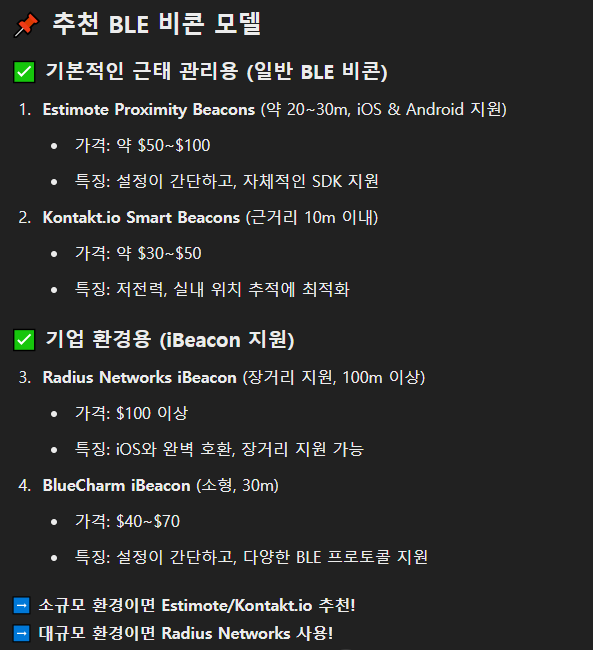 📌 추천 BLE 비콘 모델
✅ 기본적인 근태 관리용 (일반 BLE 비콘)
1. Estimote Proximity Beacons (약 20~30m, iOS & Android 지원)
• 가격: 약 $50~$100
• 특징: 설정이 간단하고, 자체적인 SDK 지원
2. Kontakt.io Smart Beacons (근거리 10m 이내)
• 가격: 약 $30~$50
• 특징: 저전력, 실내 위치 추적에 최적화
✅ 기업 환경용 (iBeacon 지원)
3. Radius Networks iBeacon (장거리 지원, 100m 이상)
• 가격: $100 이상
• 특징: iOS와 완벽 호환, 장거리 지원 가능
4. BlueCharm iBeacon (소형, 30m)
• 가격: $40~$70
• 특징: 설정이 간단하고, 다양한 BLE 프로토콜 지원
➡ 소규모 환경이면 Estimote/Kontakt.io 추천!
➡ 대규모 환경이면 Radius Networks 사용!